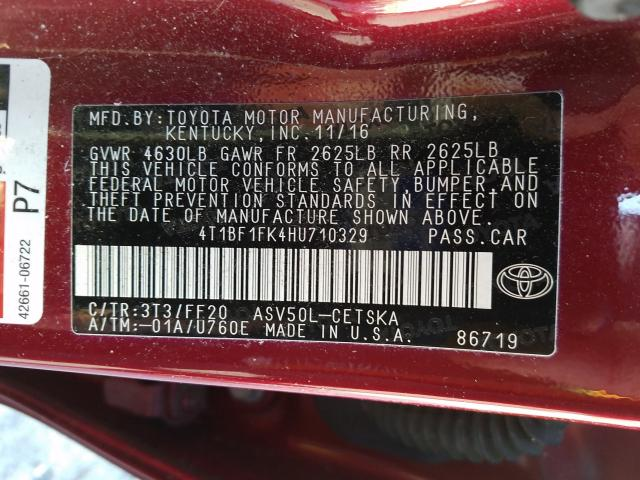 MFD.BY:TOYOTA MOTOR MANUFACTURING,
KENTUCKY, INC. 11/16
GVWR 4630LB GAWR FR 2625LB RR 2625LB
THIS VEHICLE CONFORMS TO ALL APPLICABLE
FEDERAL MOTOR VEHICLE SAFETY, BUMPER, AND
THEFT PREVENTION STANDARDS IN EFFECT ON
THE DATE OF MANUFACTURE SHOWN ABOVE.
4T1BF1FK4HU710329 PASS.CAR
C/TR:3T3/FF20 ASV50L-CETSKA
A/TM:-01A/U760E MADE IN U.S.A. 86719
TOYOTA
P7
42661-06722